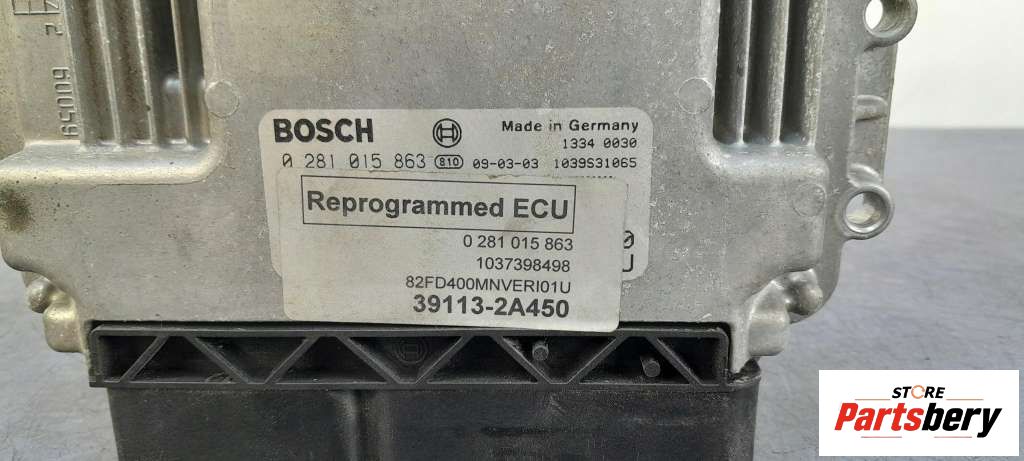 65009
BOSCH
Made in Germany
1334 0030
0 281 015 863 810 09-03-03 1039S31065
Reprogrammed ECU
0 281 015 863
1037398498
82FD400MNVERI01U
39113-2A450
STORE
Partsbery